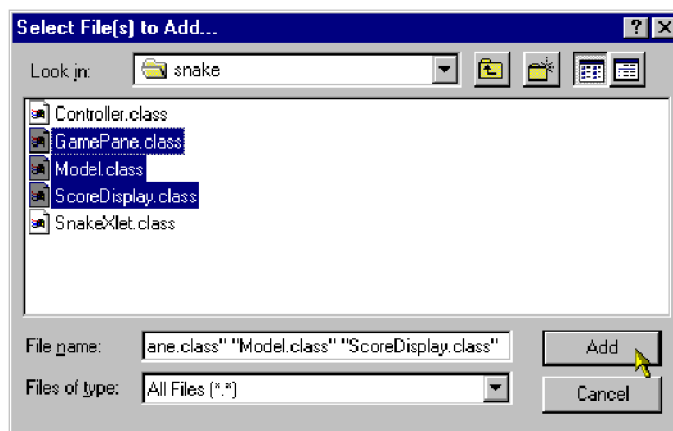 Select File(s) to Add...
Look in: snake
Controller.class
GamePane.class
Model.class
ScoreDisplay.class
SnakeXlet.class
File name: ane.class" "Model.class" "ScoreDisplay.class" Add
Files of type: All Files (*.*) Cancel